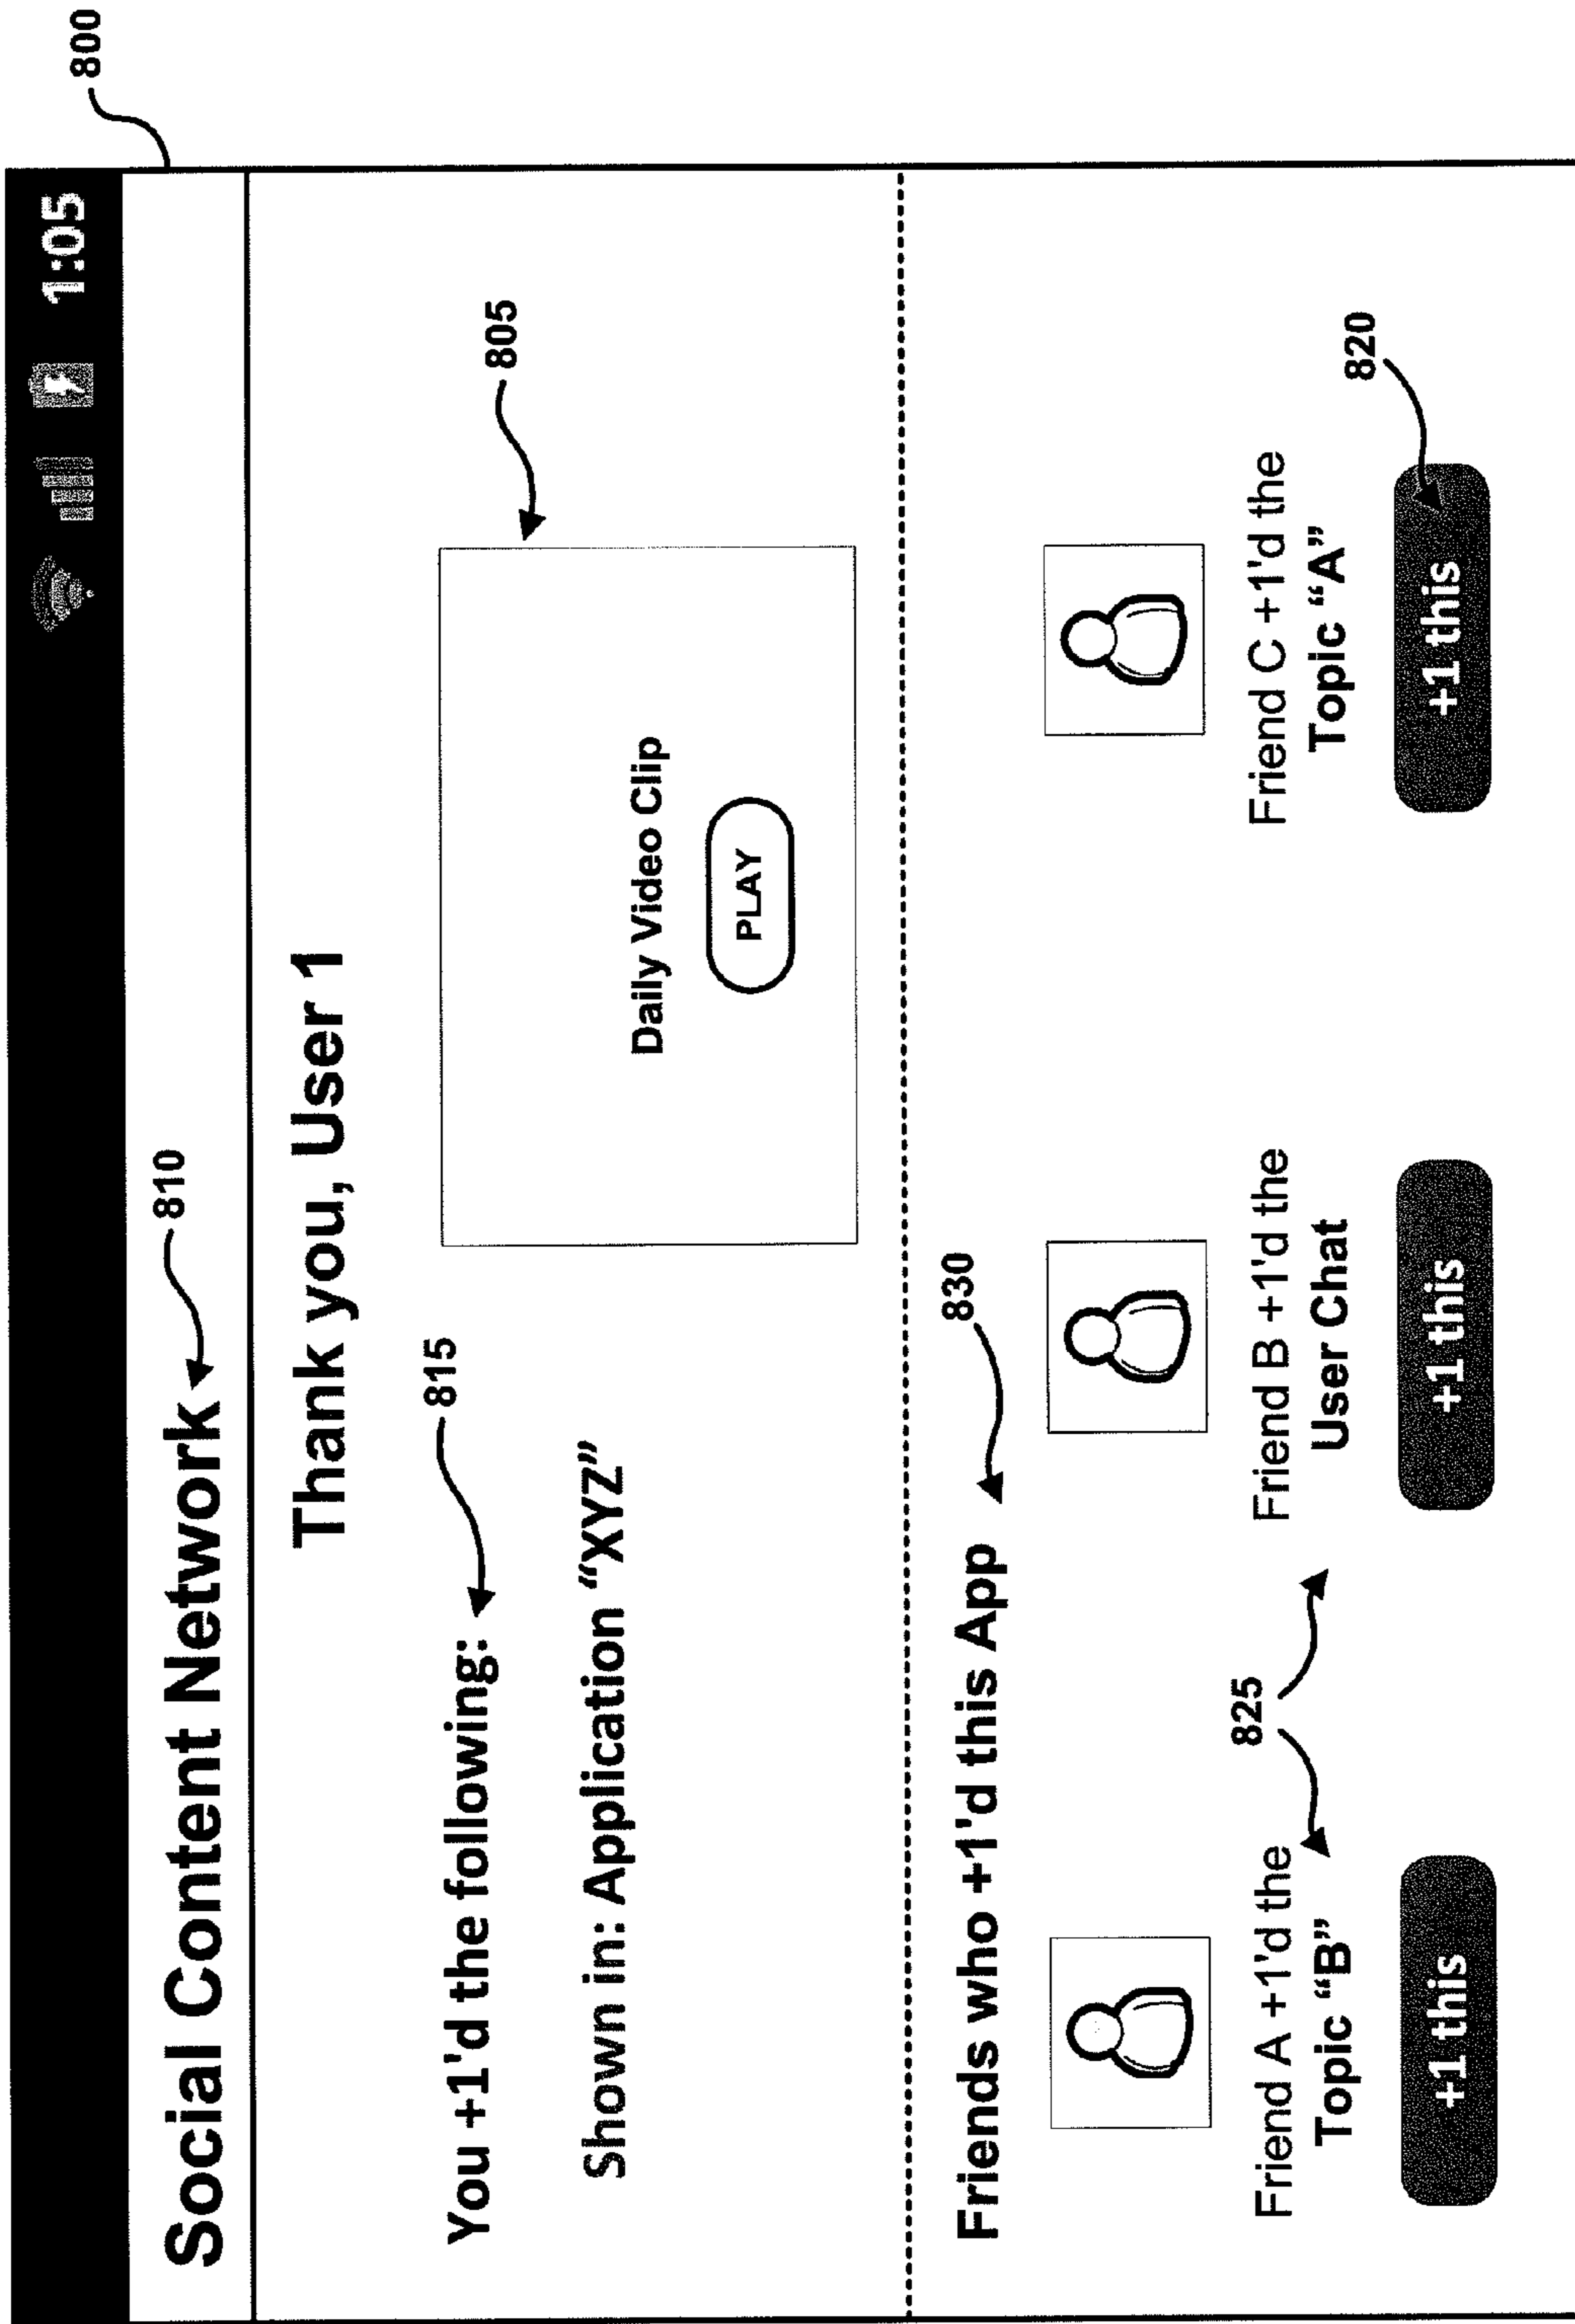 800
1:05
Social Content Network
810
Thank you, User 1
You +1'd the following:
815
805
Shown in: Application “XYZ”
Daily Video Clip
PLAY
Friends who +1'd this App
830
825
820
Friend A +1'd the
Topic “B”
+1 this
Friend B +1'd the
User Chat
+1 this
Friend C +1'd the
Topic “A”
+1 this